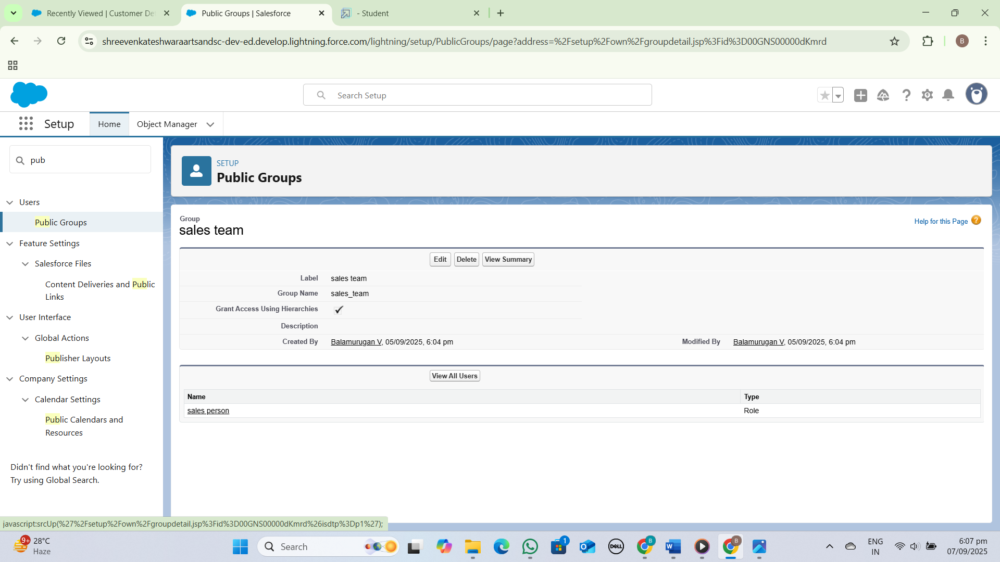 Recently Viewed | Customer De
Public Groups | Salesforce
- Student
shreevenkateshwaraartsandsc-dev-ed.develop.lightning.force.com/lightning/setup/PublicGroups/page?address=%2Fsetup%2Fown%2Fgroupdetail.jsp%3Fid%3D00GNS00000dKmrd
B
Search Setup
Setup
Home
Object Manager
pub
Users
Public Groups
Feature Settings
Salesforce Files
Content Deliveries and Public
Links
User Interface
Global Actions
Publisher Layouts
Company Settings
Calendar Settings
Public Calendars and
Resources
Didn't find what you're looking for?
Try using Global Search.
SETUP
Public Groups
Group
sales team
Help for this Page ?
Edit Delete View Summary
Label sales team
Group Name sales_team
Grant Access Using Hierarchies
Description
Created By Balamurugan V, 05/09/2025, 6:04 pm Modified By Balamurugan V, 05/09/2025, 6:04 pm
View All Users
Name Type
sales person Role
javascript:srcUp(%27%2Fsetup%2Fown%2Fgroupdetail.jsp%3Fid%3D00GNS00000dKmrd%26isdtp%3Dp1%27);
9+
28°C
Haze
Search
1
DELL
B
W
B
ENG
IN
6:07 pm
07/09/2025